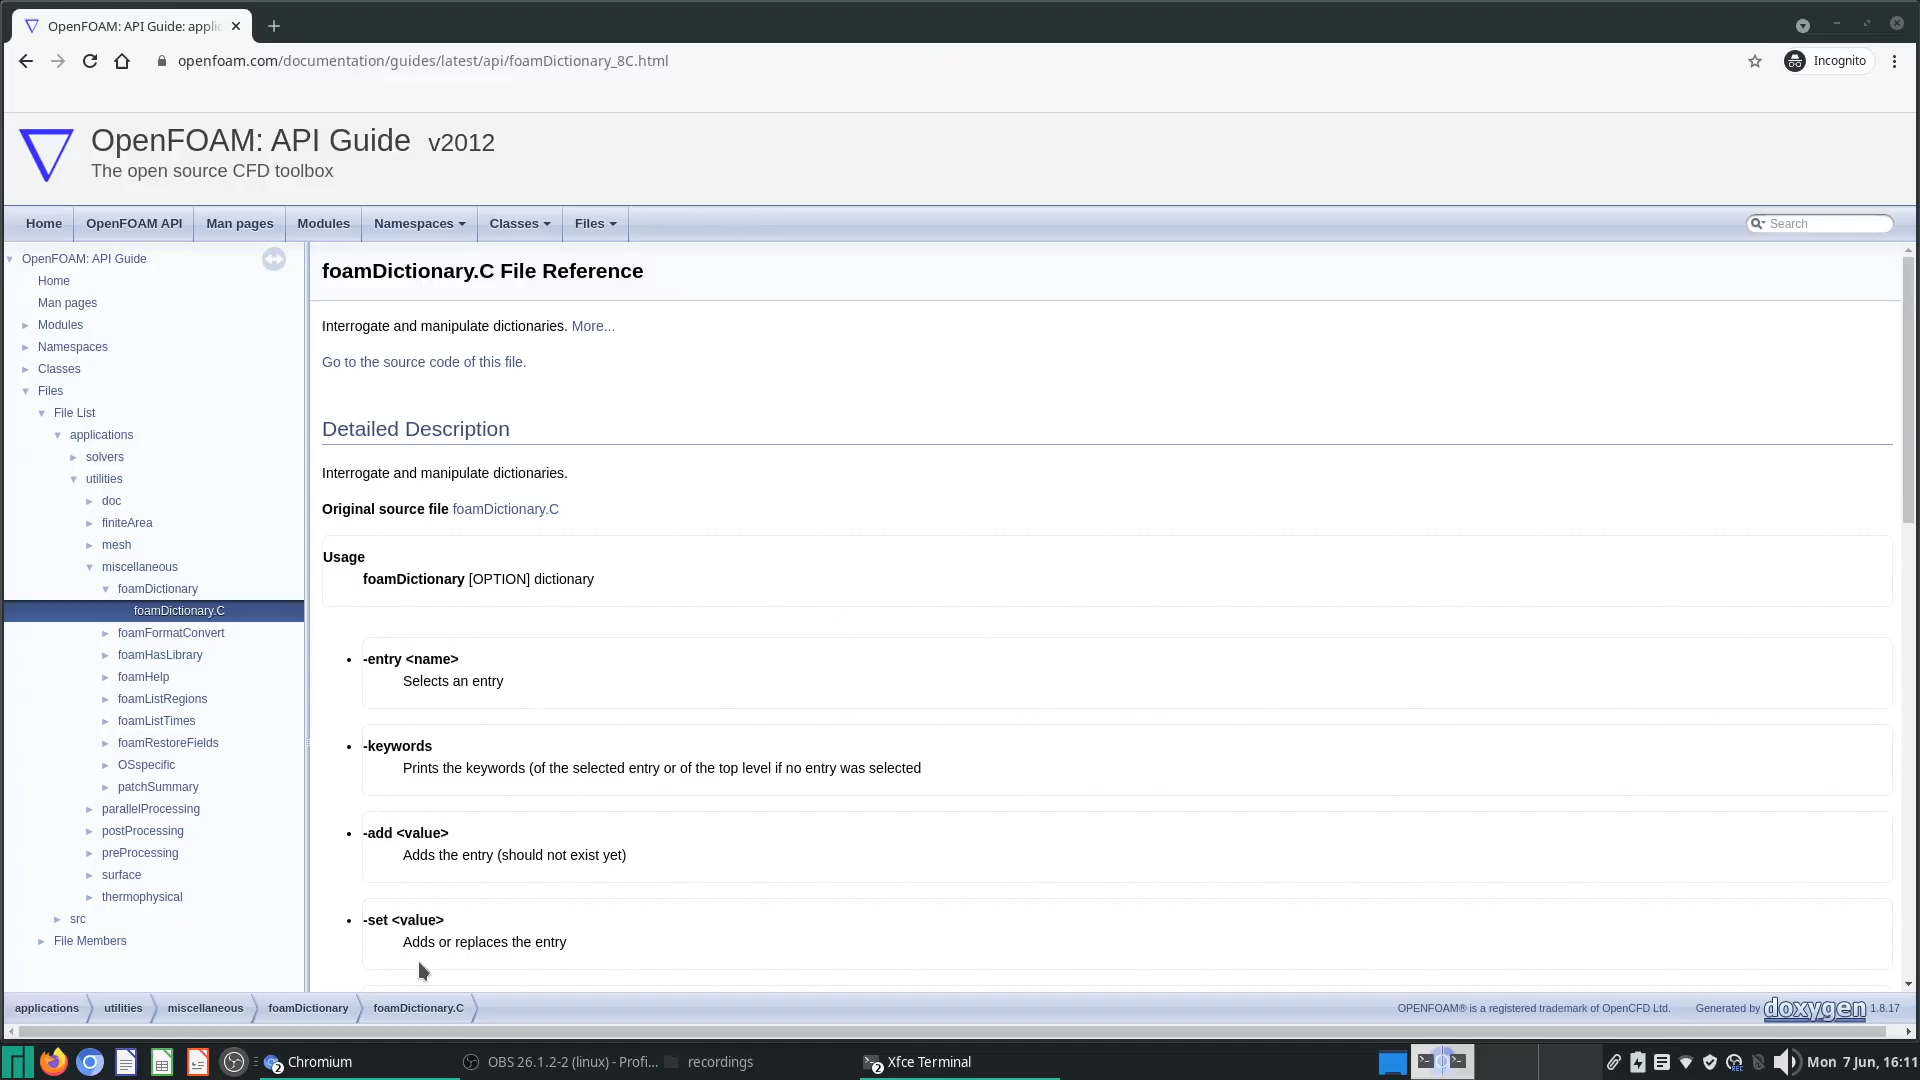 OpenFOAM: API Guide: applic
openfoam.com/documentation/guides/latest/api/foamDictionary_8C.html
Incognito
OpenFOAM: API Guide v2012
The open source CFD toolbox
Home OpenFOAM API Man pages Modules Namespaces Classes Files Search
OpenFOAM: API Guide
Home
Man pages
Modules
Namespaces
Classes
Files
File List
applications
solvers
utilities
doc
finiteArea
mesh
miscellaneous
foamDictionary
foamDictionary.C
foamFormatConvert
foamHasLibrary
foamHelp
foamListRegions
foamListTimes
foamRestoreFields
OSspecific
patchSummary
parallelProcessing
postProcessing
preProcessing
surface
thermophysical
src
File Members
foamDictionary.C File Reference
Interrogate and manipulate dictionaries. More...
Go to the source code of this file.
Detailed Description
Interrogate and manipulate dictionaries.
Original source file foamDictionary.C
Usage
foamDictionary [OPTION] dictionary
• -entry <name>
Selects an entry
• -keywords
Prints the keywords (of the selected entry or of the top level if no entry was selected
• -add <value>
Adds the entry (should not exist yet)
• -set <value>
Adds or replaces the entry
applications utilities miscellaneous foamDictionary foamDictionary.C
OPENFOAM® is a registered trademark of OpenCFD Ltd. Generated by doxygen 1.8.17
2 Chromium
OBS 26.1.2-2 (linux) - Profi...
recordings
2 Xfce Terminal
REC
Mon 7 Jun, 16:11